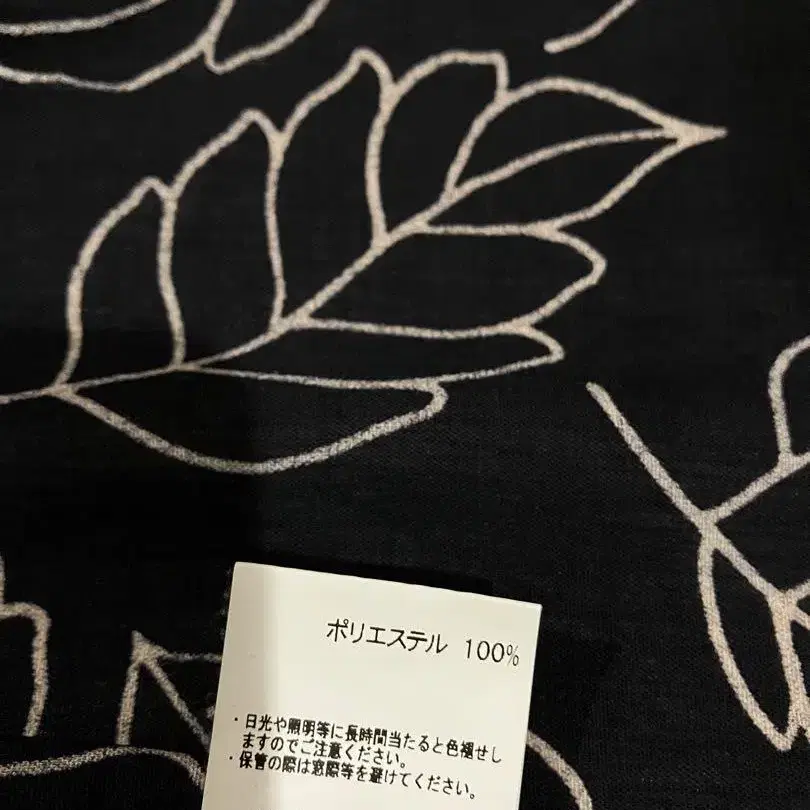 ポリエステル 100%
・日光や照明等に長時間当たると色褪せし
ますのでご注意ください。
・保管の際は窓際等を避けてください。